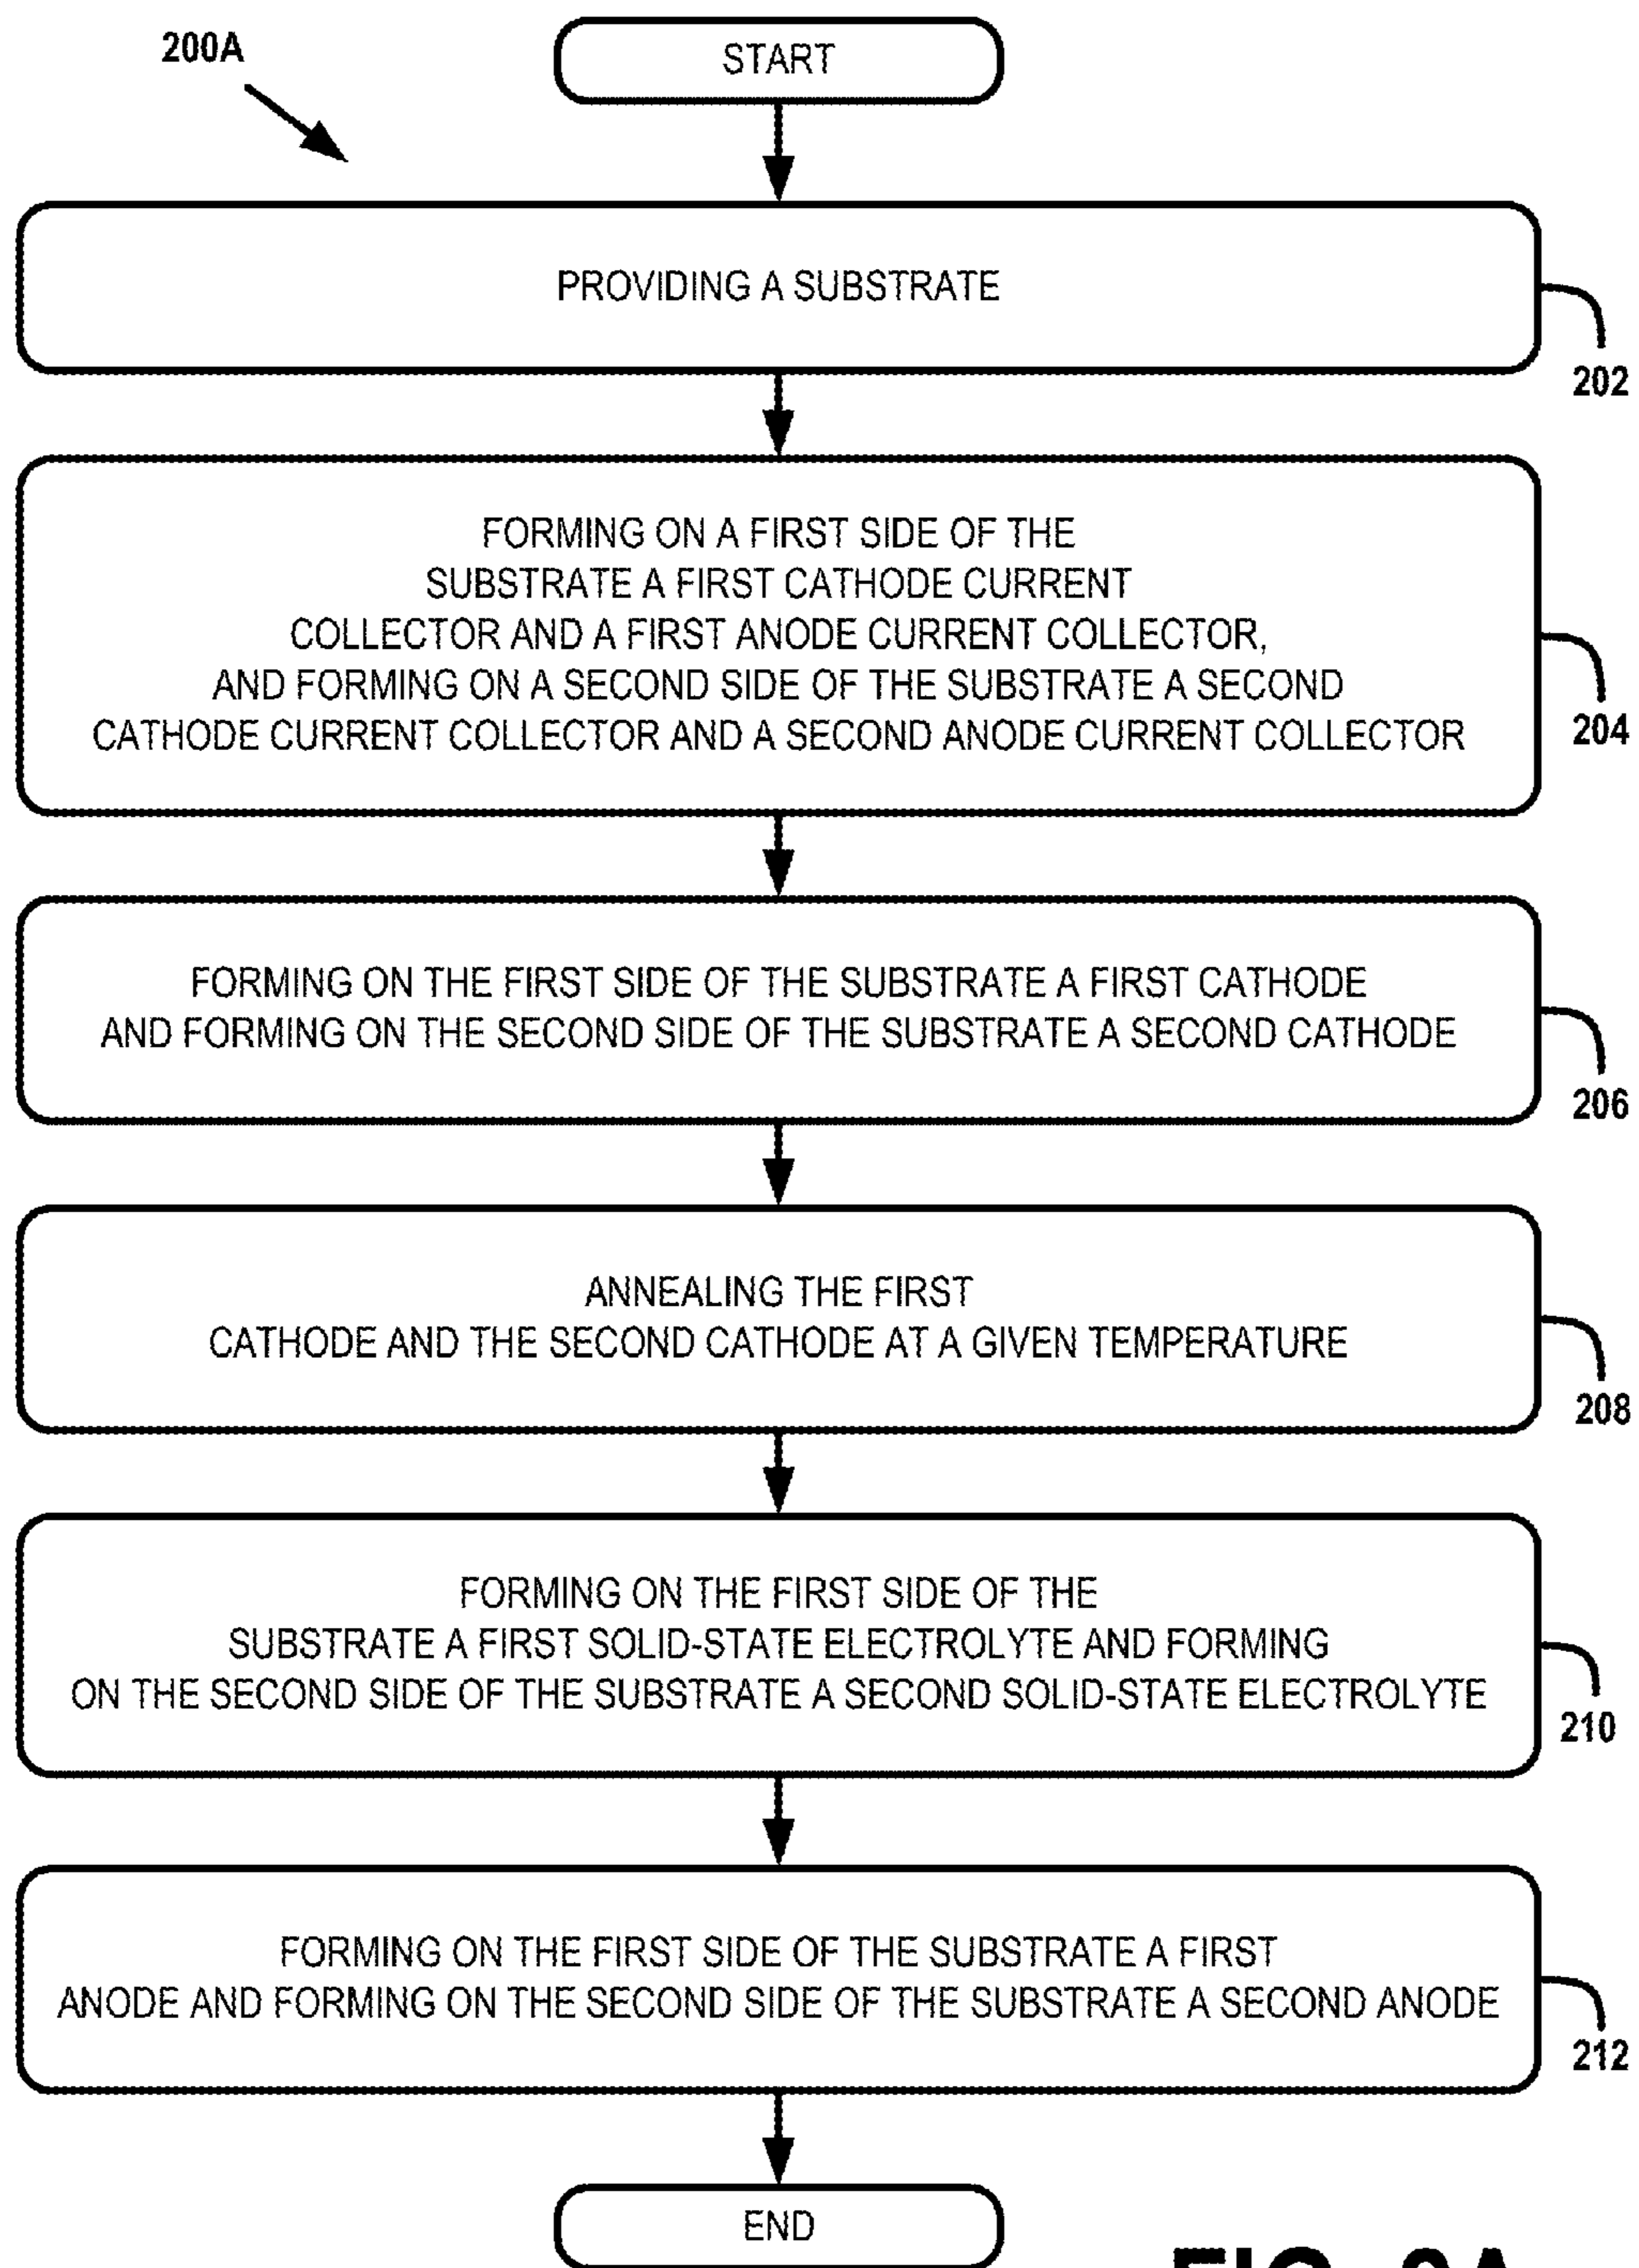 200A
START
PROVIDING A SUBSTRATE
202
FORMING ON A FIRST SIDE OF THE
SUBSTRATE A FIRST CATHODE CURRENT
COLLECTOR AND A FIRST ANODE CURRENT COLLECTOR,
AND FORMING ON A SECOND SIDE OF THE SUBSTRATE A SECOND
CATHODE CURRENT COLLECTOR AND A SECOND ANODE CURRENT COLLECTOR
204
FORMING ON THE FIRST SIDE OF THE SUBSTRATE A FIRST CATHODE
AND FORMING ON THE SECOND SIDE OF THE SUBSTRATE A SECOND CATHODE
206
ANNEALING THE FIRST
CATHODE AND THE SECOND CATHODE AT A GIVEN TEMPERATURE
208
FORMING ON THE FIRST SIDE OF THE
SUBSTRATE A FIRST SOLID-STATE ELECTROLYTE AND FORMING
ON THE SECOND SIDE OF THE SUBSTRATE A SECOND SOLID-STATE ELECTROLYTE
210
FORMING ON THE FIRST SIDE OF THE SUBSTRATE A FIRST
ANODE AND FORMING ON THE SECOND SIDE OF THE SUBSTRATE A SECOND ANODE
212
END
FIG.